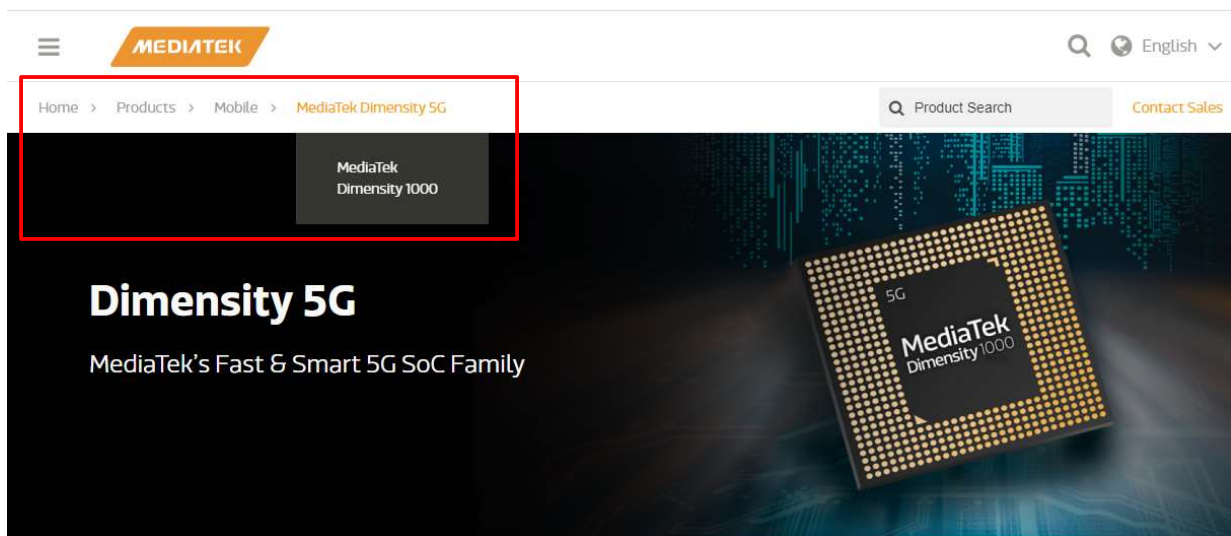 MEDIATEK
English
Home > Products > Mobile > MediaTek Dimensity 5G
Product Search
Contact Sales
MediaTek
Dimensity 1000
Dimensity 5G
MediaTek's Fast & Smart 5G SoC Family
5G
MediaTek
Dimensity 1000